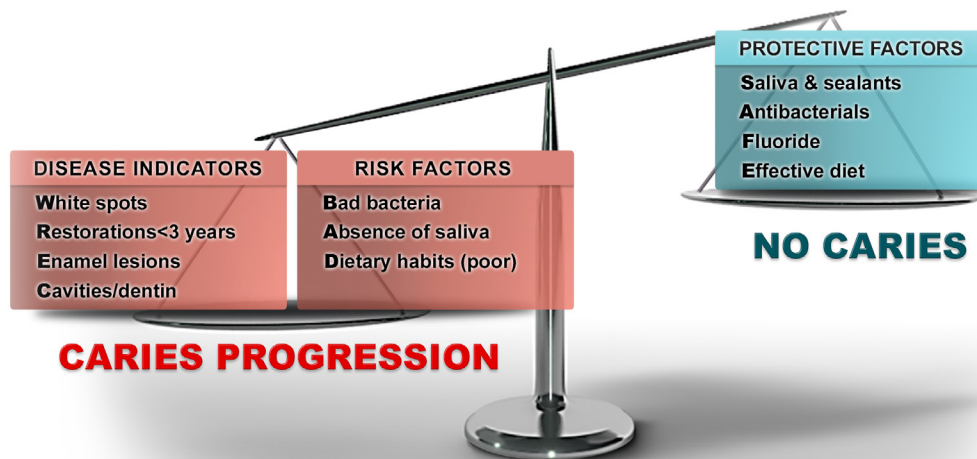 PROTECTIVE FACTORS
Saliva & sealants
Antibacterials
Fluoride
Effective diet
NO CARIES
DISEASE INDICATORS
White spots
Restorations<3 years
Enamel lesions
Cavities/dentin
RISK FACTORS
Bad bacteria
Absence of saliva
Dietary habits (poor)
CARIES PROGRESSION